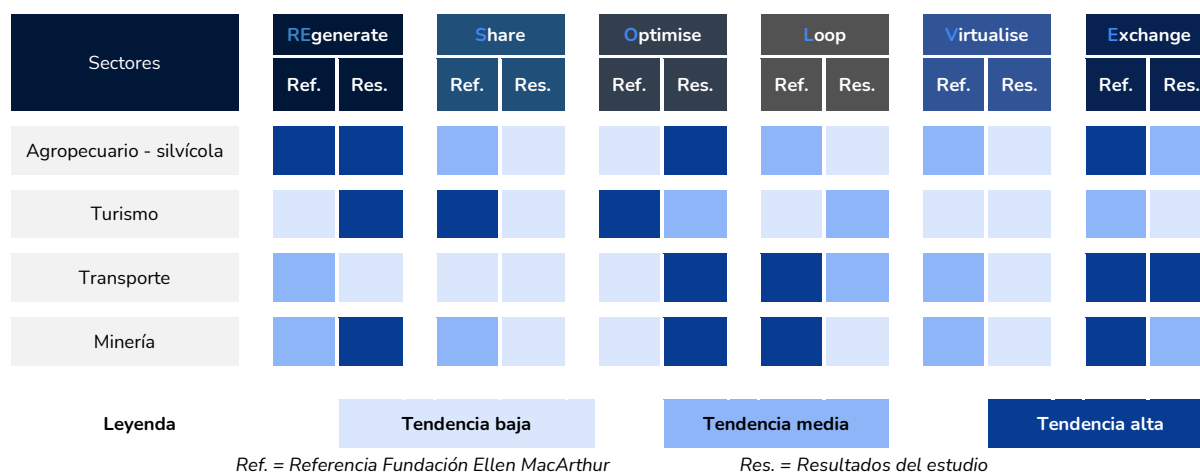 Sectores
REgenerate Share Optimise Loop Virtualise Exchange
Ref. Res. Ref. Res. Ref. Res. Ref. Res. Ref. Res. Ref. Res.
Agropecuario - silvícola
Turismo
Transporte
Minería
Leyenda Tendencia baja Tendencia media Tendencia alta
Ref. = Referencia Fundación Ellen MacArthur Res. = Resultados del estudio